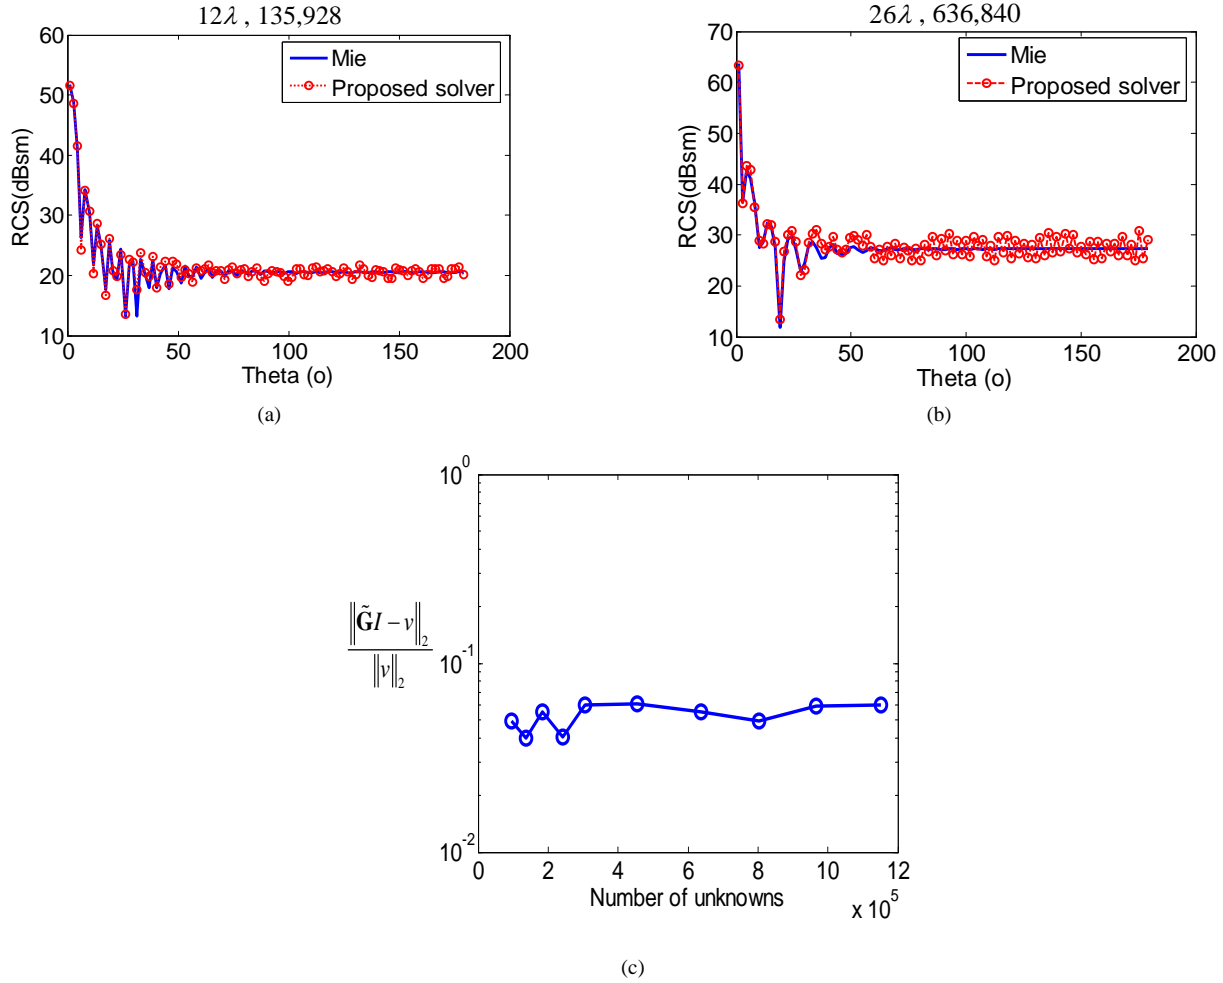 12λ , 135,928
60
50
40
30
20
10
RCS(dBsm)
0 50 100 150 200
Theta (o)
Mie
Proposed solver
(a)
26λ , 636,840
70
60
50
40
30
20
10
RCS(dBsm)
0 50 100 150 200
Theta (o)
Mie
Proposed solver
(b)
10^0
10^-1
10^-2
‖G̃I − v‖₂
‖v‖₂
0 2 4 6 8 10 12
Number of unknowns
x 10^5
(c)